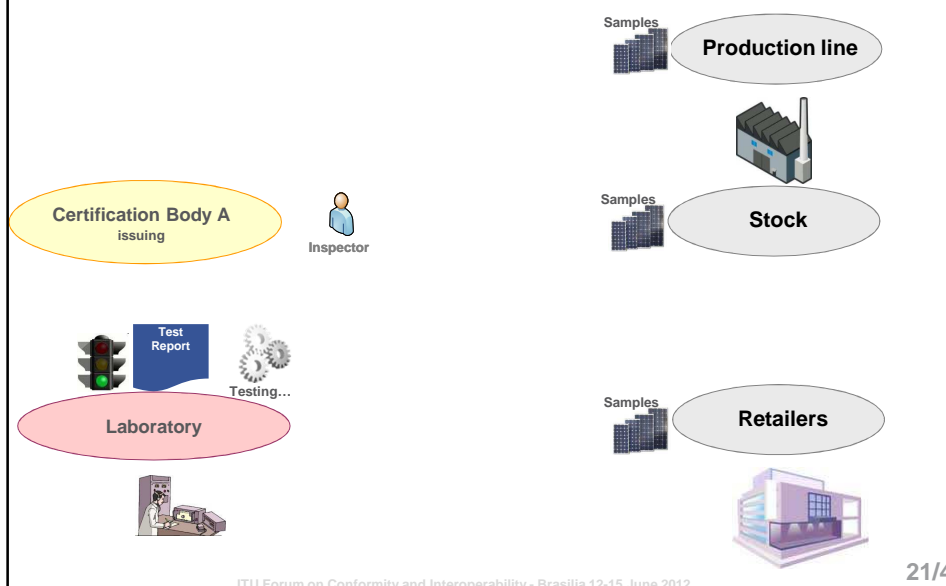 Samples
Production line
Certification Body A
issuing
Inspector
Samples
Stock
Test
Report
Testing...
Laboratory
Samples
Retailers
ITU Forum on Conformity and Interoperability - Brasilia 12-15 June 2012
21/4